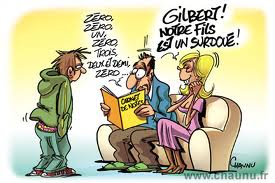 ZÉRO,
ZÉRO,
UN,
ZÉRO,
TROIS,
DEUX ET DEMI,
ZÉRO...
GILBERT!
NOTRE FILS
EST UN SURDOUÉ!
CARNET
DE NOTES
CHAUNU
www.chaunu.fr